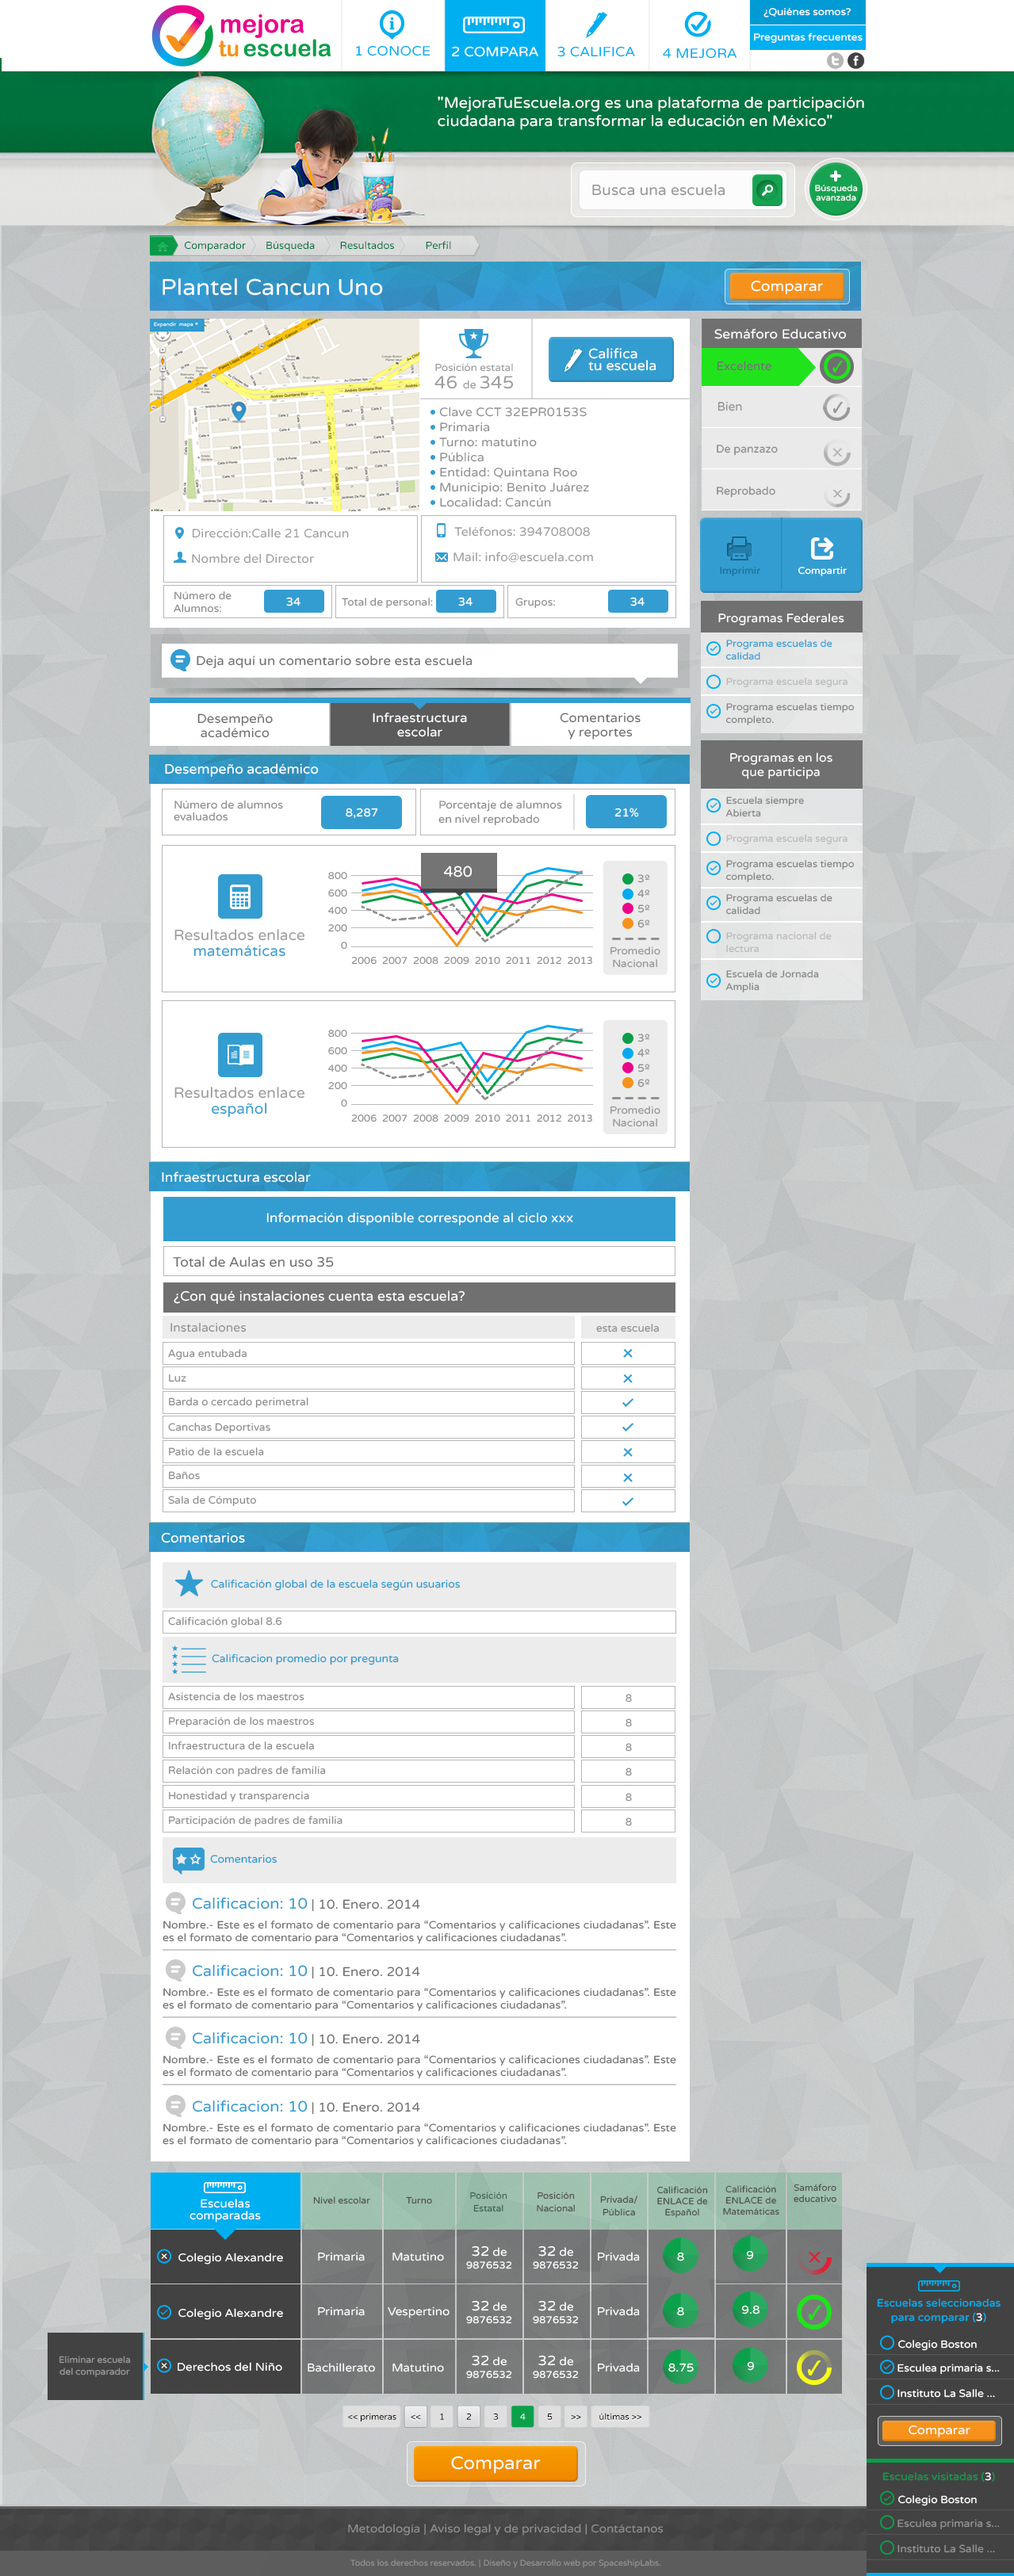 mejora
tu escuela
1 CONOCE
2 COMPARA
3 CALIFICA
4 MEJORA
¿Quiénes somos?
Preguntas frecuentes
"MejoraTuEscuela.org es una plataforma de participación
ciudadana para transformar la educación en México"
Busca una escuela
Búsqueda
avanzada
Comparador
Búsqueda
Resultados
Perfil
Plantel Cancun Uno
Comparar
Expandir mapa
Posición estatal
46 de 345
Califica
tu escuela
Clave CCT 32EPR0153S
Primaria
Turno: matutino
Pública
Entidad: Quintana Roo
Municipio: Benito Juárez
Localidad: Cancún
Dirección:Calle 21 Cancun
Nombre del Director
Teléfonos: 394708008
Mail: info@escuela.com
Número de
Alumnos:
34
Total de personal:
34
Grupos:
34
Semáforo Educativo
Excelente
Bien
De panzazo
Reprobado
Imprimir
Compartir
Programas Federales
Programa escuelas de
calidad
Programa escuela segura
Programa escuelas tiempo
completo.
Programas en los
que participa
Escuela siempre
Abierta
Programa escuela segura
Programa escuelas tiempo
completo.
Programa escuelas de
calidad
Programa nacional de
lectura
Escuela de Jornada
Amplia
Deja aquí un comentario sobre esta escuela
Desempeño
académico
Infraestructura
escolar
Comentarios
y reportes
Desempeño académico
Número de alumnos
evaluados
8,287
Porcentaje de alumnos
en nivel reprobado
21%
Resultados enlace
matemáticas
480
800
600
400
200
0
2006 2007 2008 2009 2010 2011 2012 2013
3º
4º
5º
6º
Promedio
Nacional
Resultados enlace
español
800
600
400
200
0
2006 2007 2008 2009 2010 2011 2012 2013
3º
4º
5º
6º
Promedio
Nacional
Infraestructura escolar
Información disponible corresponde al ciclo xxx
Total de Aulas en uso 35
¿Con qué instalaciones cuenta esta escuela?
Instalaciones
esta escuela
Agua entubada
Luz
Barda o cercado perimetral
Canchas Deportivas
Patio de la escuela
Baños
Sala de Cómputo
Comentarios
Calificación global de la escuela según usuarios
Calificación global 8.6
Calificacion promedio por pregunta
Asistencia de los maestros 8
Preparación de los maestros 8
Infraestructura de la escuela 8
Relación con padres de familia 8
Honestidad y transparencia 8
Participación de padres de familia 8
Comentarios
Calificacion: 10 | 10. Enero. 2014
Nombre.- Este es el formato de comentario para “Comentarios y calificaciones ciudadanas”. Este
es el formato de comentario para “Comentarios y calificaciones ciudadanas”.
Calificacion: 10 | 10. Enero. 2014
Nombre.- Este es el formato de comentario para “Comentarios y calificaciones ciudadanas”. Este
es el formato de comentario para “Comentarios y calificaciones ciudadanas”.
Calificacion: 10 | 10. Enero. 2014
Nombre.- Este es el formato de comentario para “Comentarios y calificaciones ciudadanas”. Este
es el formato de comentario para “Comentarios y calificaciones ciudadanas”.
Calificacion: 10 | 10. Enero. 2014
Nombre.- Este es el formato de comentario para “Comentarios y calificaciones ciudadanas”. Este
es el formato de comentario para “Comentarios y calificaciones ciudadanas”.
Escuelas
comparadas
Nivel escolar
Turno
Posición
Estatal
Posición
Nacional
Privada/
Pública
Calificación
ENLACE de
Español
Calificación
ENLACE de
Matemáticas
Samáforo
educativo
Colegio Alexandre Primaria Matutino 32 de 9876532 32 de 9876532 Privada 8 9
Colegio Alexandre Primaria Vespertino 32 de 9876532 32 de 9876532 Privada 8 9.8
Derechos del Niño Bachillerato Matutino 32 de 9876532 32 de 9876532 Privada 8.75 9
Eliminar escuela
del comparador
<< primeras << 1 2 3 4 5 >> últimas >>
Comparar
Escuelas seleccionadas
para comparar (3)
Colegio Boston
Esculea primaria s...
Instituto La Salle ...
Comparar
Escuelas visitadas (3)
Colegio Boston
Esculea primaria s...
Instituto La Salle ...
Metodologia | Aviso legal y de privacidad | Contáctanos
Todos los derechos reservados. | Diseño y Desarrollo web por SpaceshipLabs.